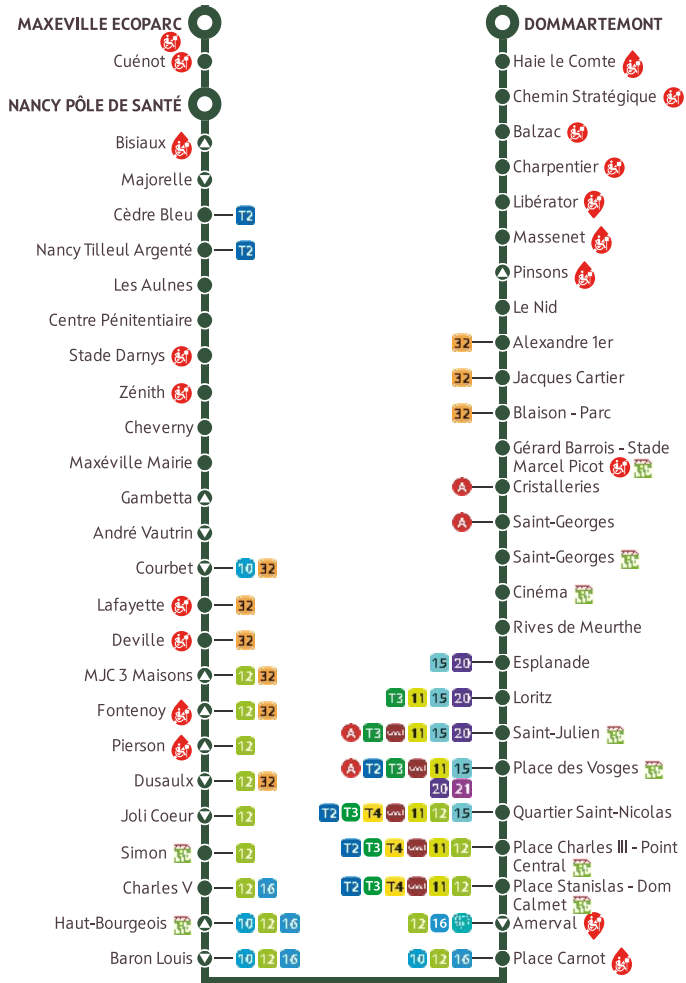 MAXEVILLE ECOPARC
Cuénot
NANCY PÔLE DE SANTÉ
Bisiaux
Majorelle
Cèdre Bleu T2
Nancy Tilleul Argenté T2
Les Aulnes
Centre Pénitentiaire
Stade Darnys
Zénith
Cheverny
Maxéville Mairie
Gambetta
André Vautrin
Courbet 10 32
Lafayette 32
Deville 32
MJC 3 Maisons 12 32
Fontenoy 12 32
Pierson 12
Dusaulx 12 32
Joli Coeur 12
Simon 12
Charles V 12 16
Haut-Bourgeois 10 12 16
Baron Louis 10 12 16
DOMMARTEMONT
Haie le Comte
Chemin Stratégique
Balzac
Charpentier
Libérator
Massenet
Pinsons
Le Nid
32 Alexandre 1er
32 Jacques Cartier
32 Blaison - Parc
Gérard Barrois - Stade
Marcel Picot
A Cristalleries
A Saint-Georges
Saint-Georges
Cinéma
Rives de Meurthe
15 20 Esplanade
T3 11 15 20 Loritz
A T3 11 15 20 Saint-Julien
A T2 T3 11 15 Place des Vosges
20 21
T2 T3 T4 11 12 15 Quartier Saint-Nicolas
T2 T3 T4 11 12 Place Charles III - Point
Central
T2 T3 T4 11 12 Place Stanislas - Dom
Calmet
12 16 Amerval
10 12 16 Place Carnot